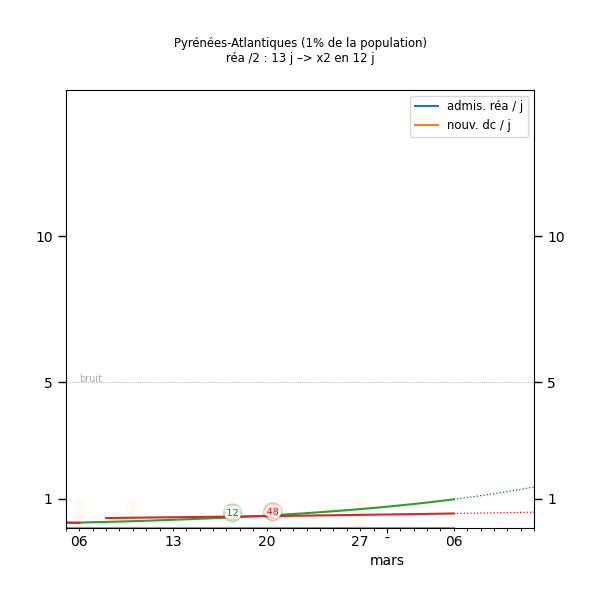 Pyrénées-Atlantiques (1% de la population)
réa /2 : 13 j –> x2 en 12 j
admis. réa / j
nouv. dc / j
10
10
bruit
5
5
1
1
12
48
06
13
20
27
-
06
mars